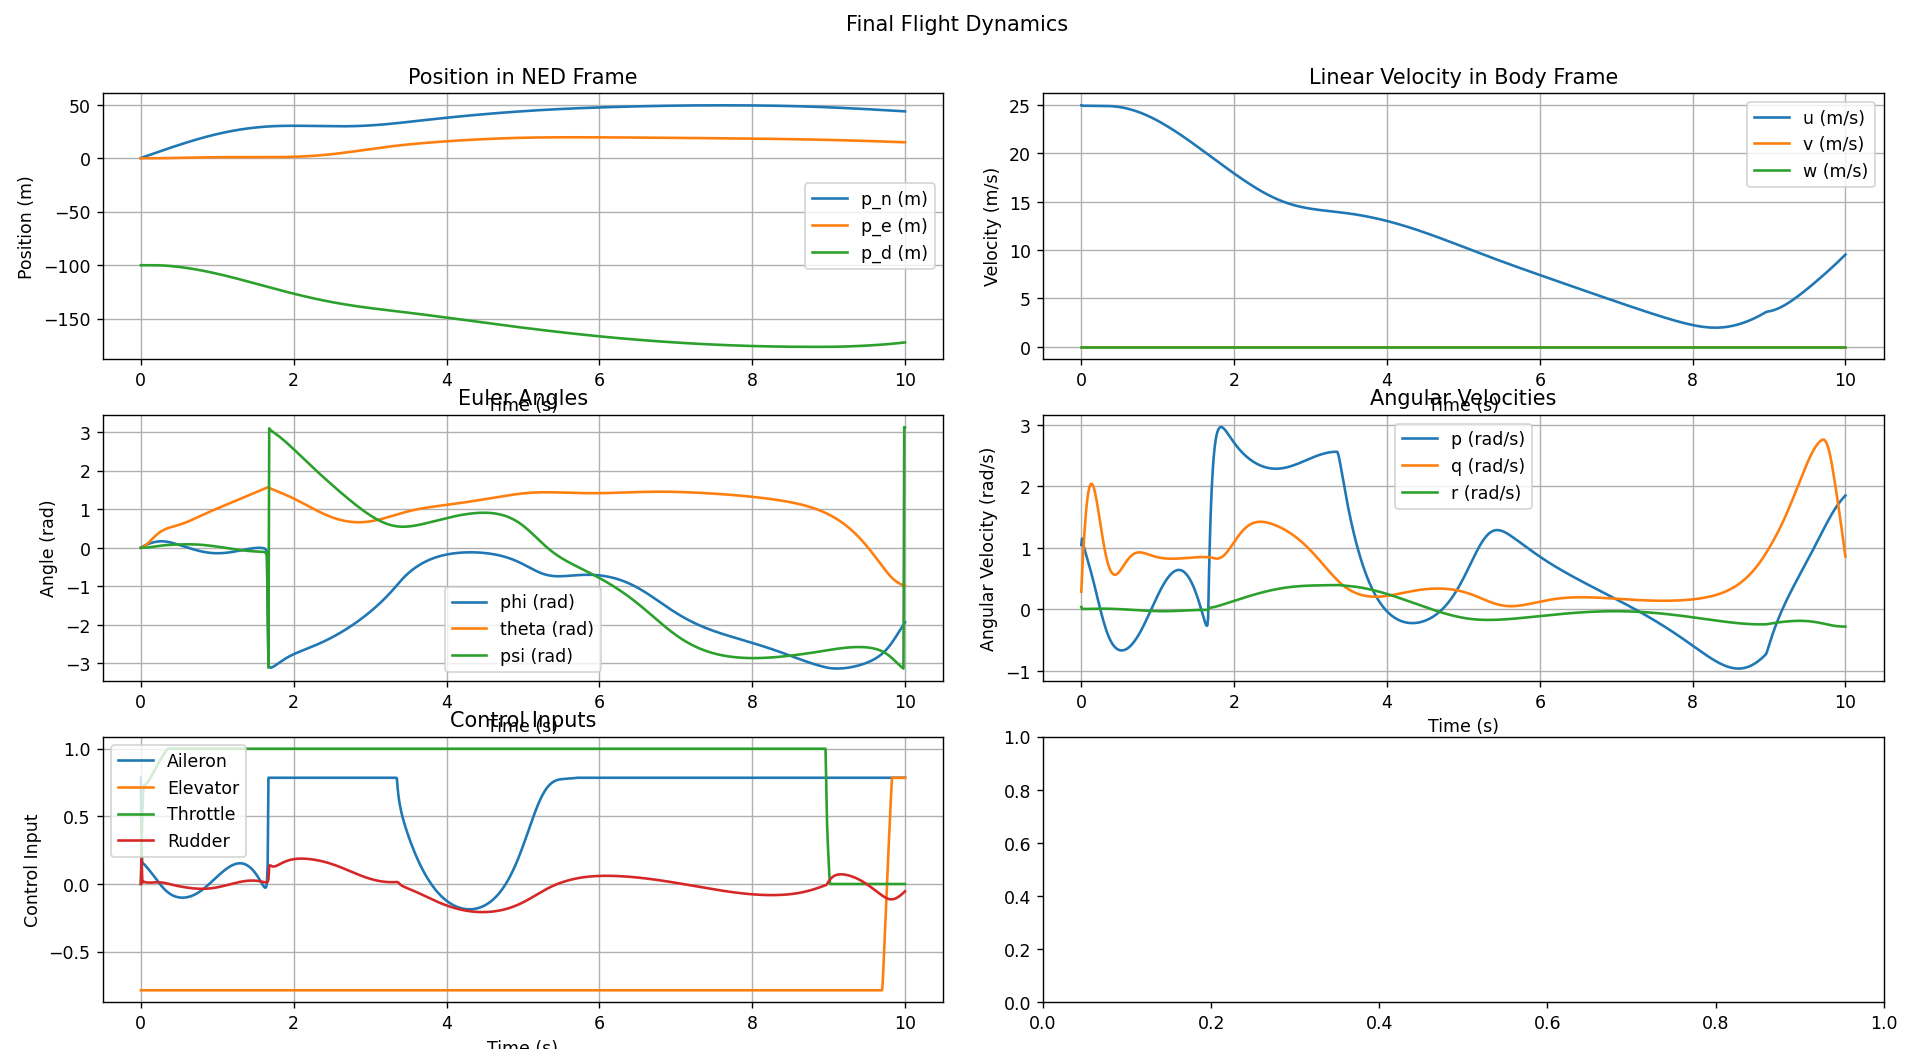 Final Flight Dynamics
Position in NED Frame
Position (m)
50
0
−50
−100
−150
p_n (m)
p_e (m)
p_d (m)
0 2 4 6 8 10
Time (s)
Linear Velocity in Body Frame
Velocity (m/s)
25
20
15
10
5
0
u (m/s)
v (m/s)
w (m/s)
0 2 4 6 8 10
Time (s)
Euler Angles
Angle (rad)
3
2
1
0
−1
−2
−3
phi (rad)
theta (rad)
psi (rad)
0 2 4 6 8 10
Time (s)
Angular Velocities
Angular Velocity (rad/s)
3
2
1
0
−1
p (rad/s)
q (rad/s)
r (rad/s)
0 2 4 6 8 10
Time (s)
Control Inputs
Control Input
1.0
0.5
0.0
−0.5
Aileron
Elevator
Throttle
Rudder
0 2 4 6 8 10
Time (s)
1.0
0.8
0.6
0.4
0.2
0.0
0.0 0.2 0.4 0.6 0.8 1.0